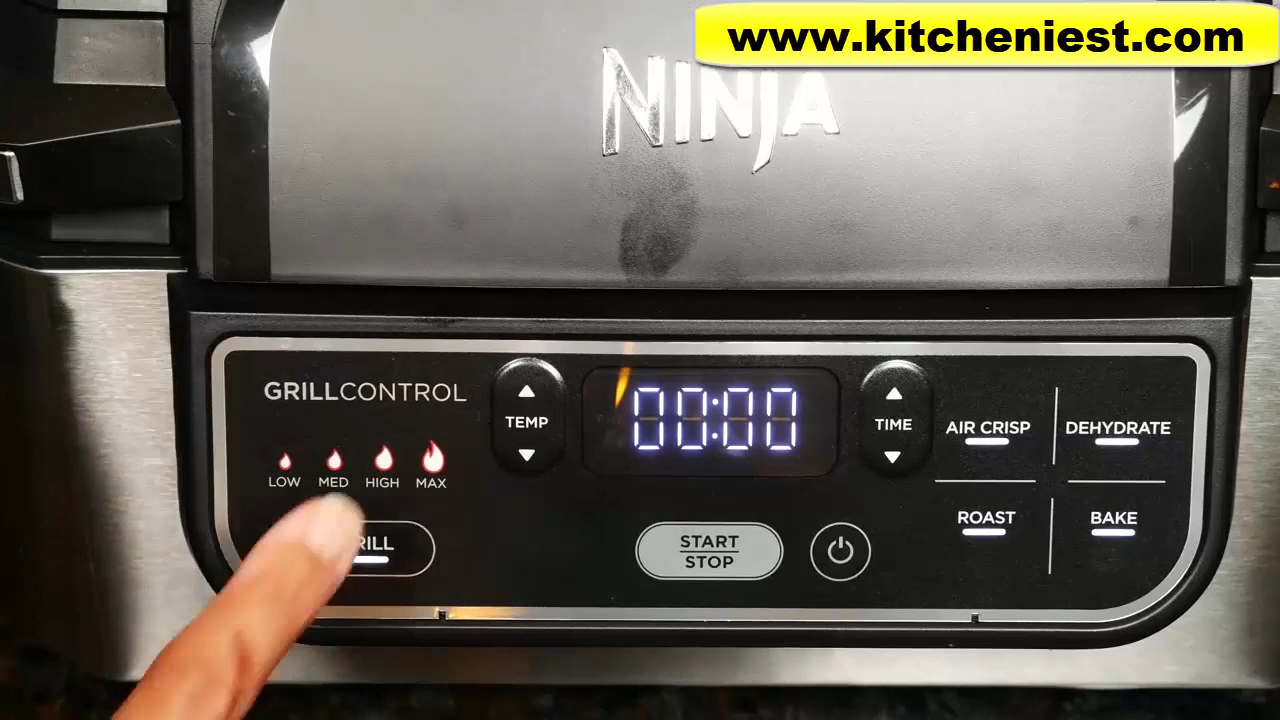 www.kitcheniest.com
NINJA
GRILLCONTROL
TEMP
00:00
TIME
AIR CRISP
DEHYDRATE
LOW
MED
HIGH
MAX
ROAST
BAKE
START
STOP